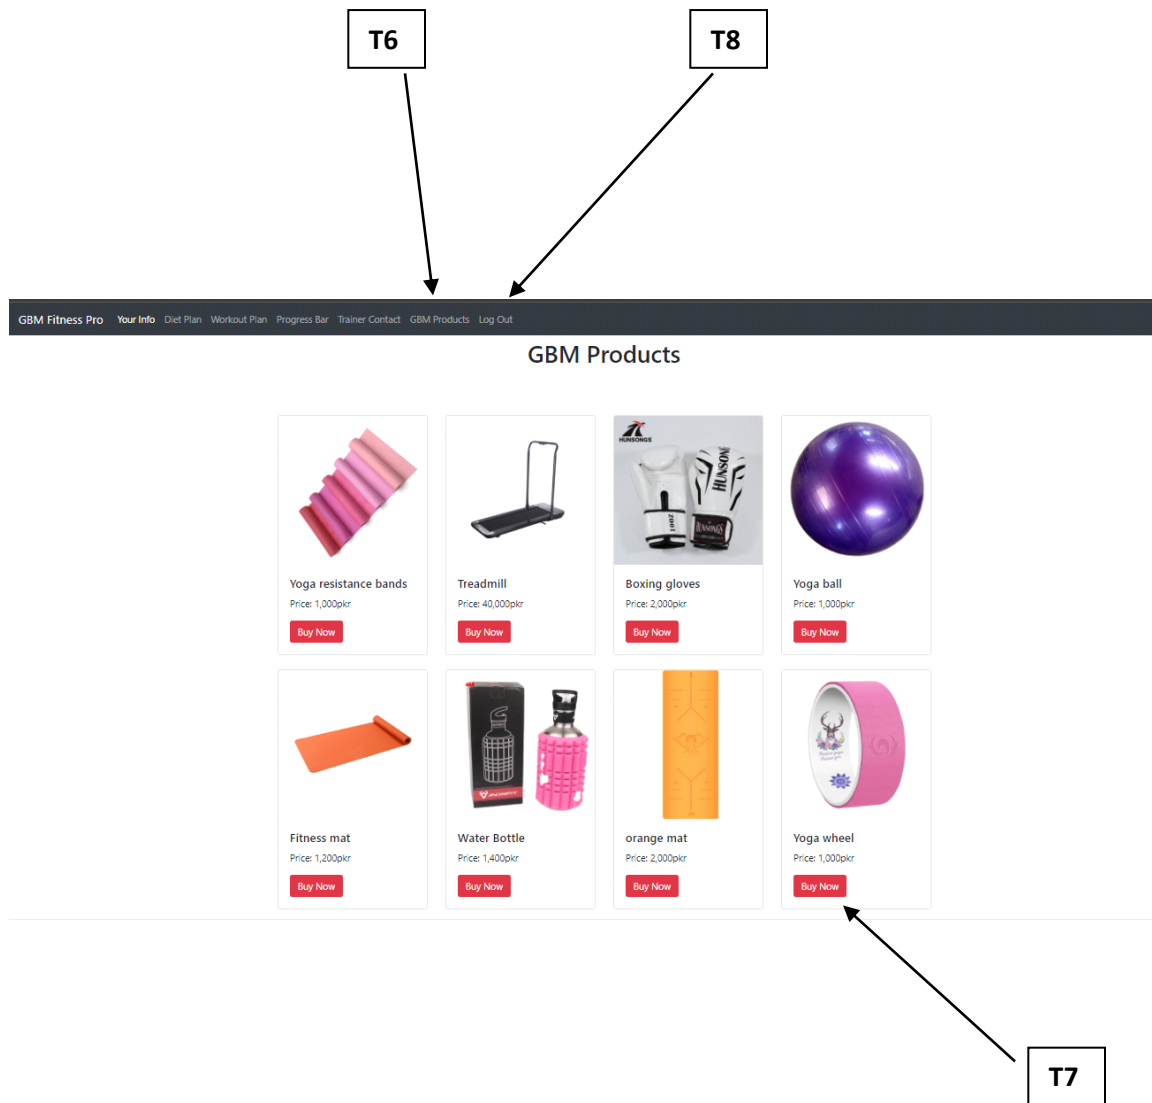 T6
T8
GBM Fitness Pro Your Info Diet Plan Workout Plan Progress Bar Trainer Contact GBM Products Log Out
GBM Products
HUNSONGS
HUNSONG
10OZ
HUNSONGS
Yoga resistance bands
Price: 1,000pkr
Buy Now
Treadmill
Price: 40,000pkr
Buy Now
Boxing gloves
Price: 2,000pkr
Buy Now
Yoga ball
Price: 1,000pkr
Buy Now
Fitness mat
Price: 1,200pkr
Buy Now
Water Bottle
Price: 1,400pkr
Buy Now
orange mat
Price: 2,000pkr
Buy Now
Yoga wheel
Price: 1,000pkr
Buy Now
T7